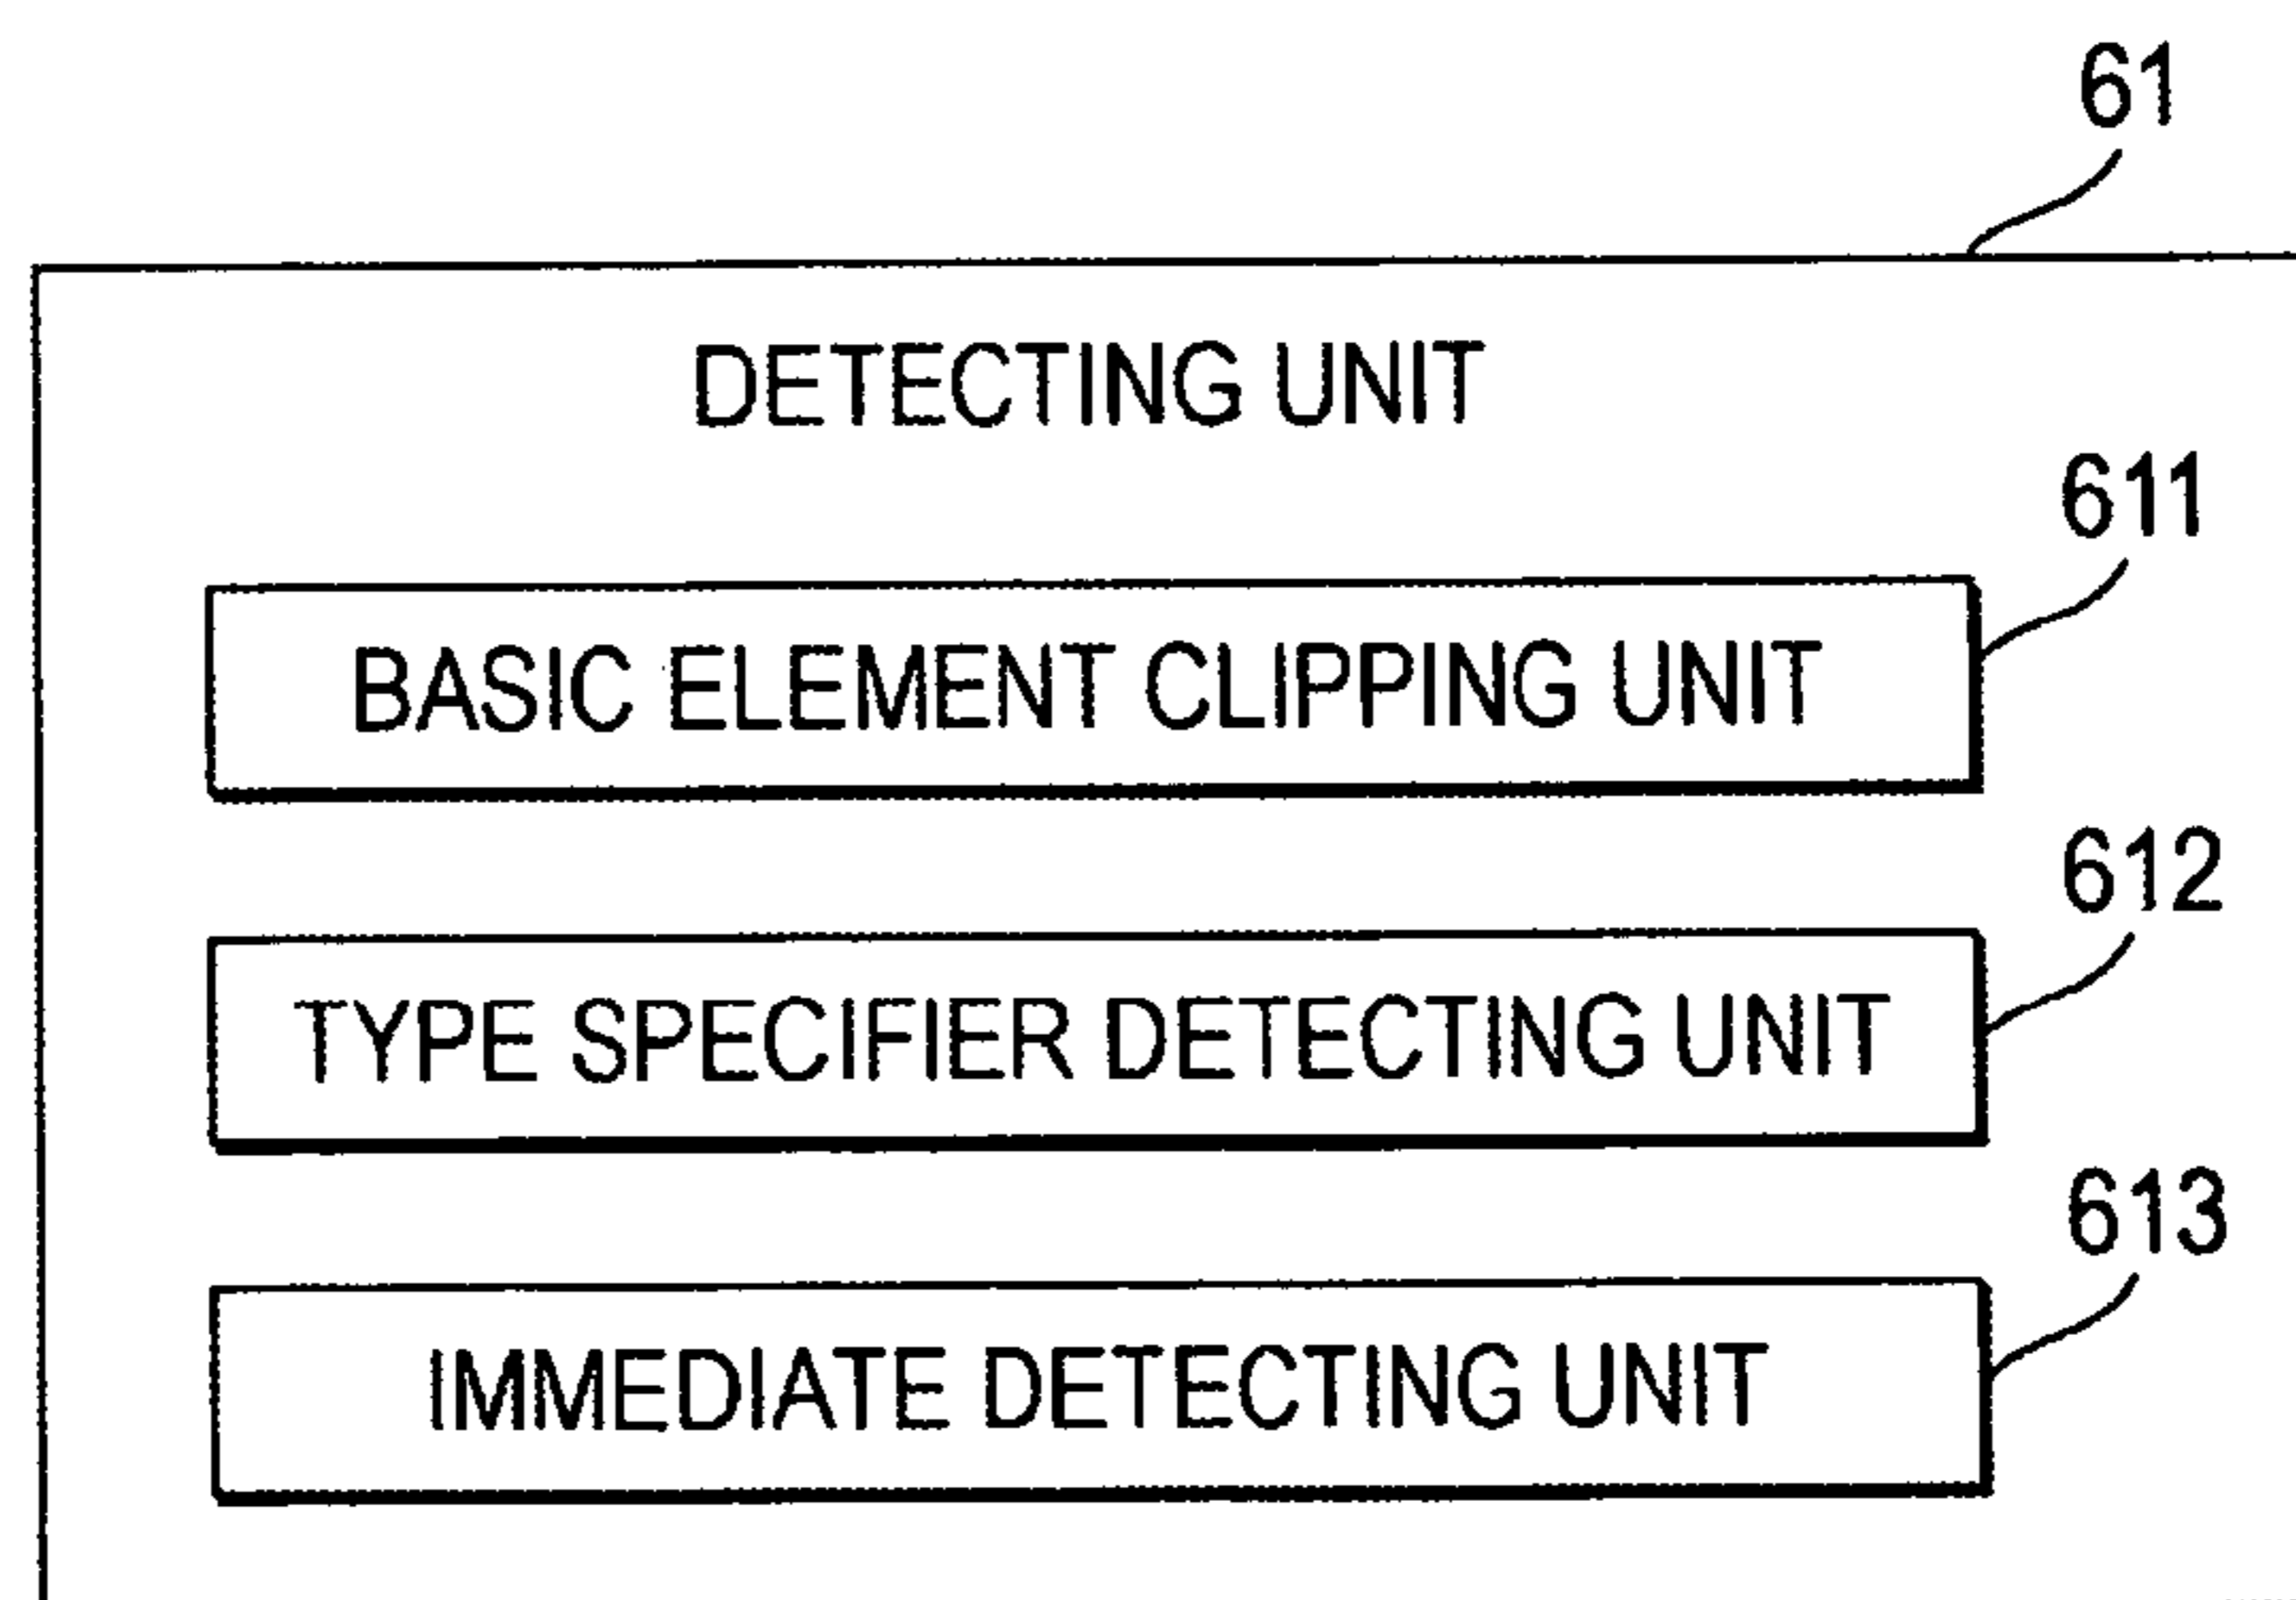 61
DETECTING UNIT
611
BASIC ELEMENT CLIPPING UNIT
612
TYPE SPECIFIER DETECTING UNIT
613
IMMEDIATE DETECTING UNIT